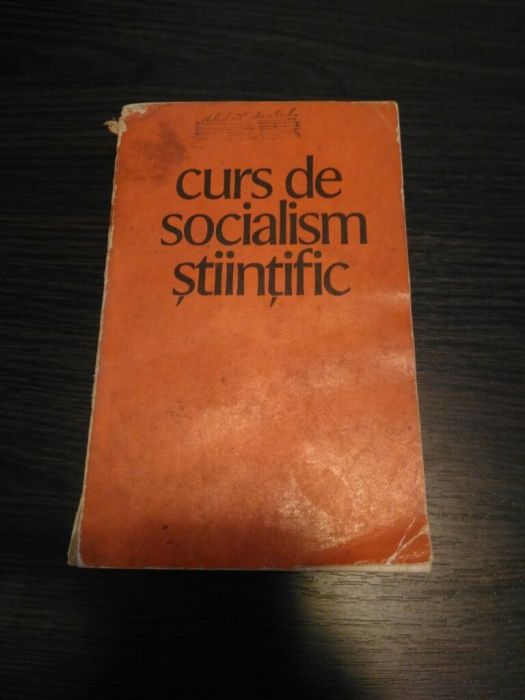 curs de
socialism
științific